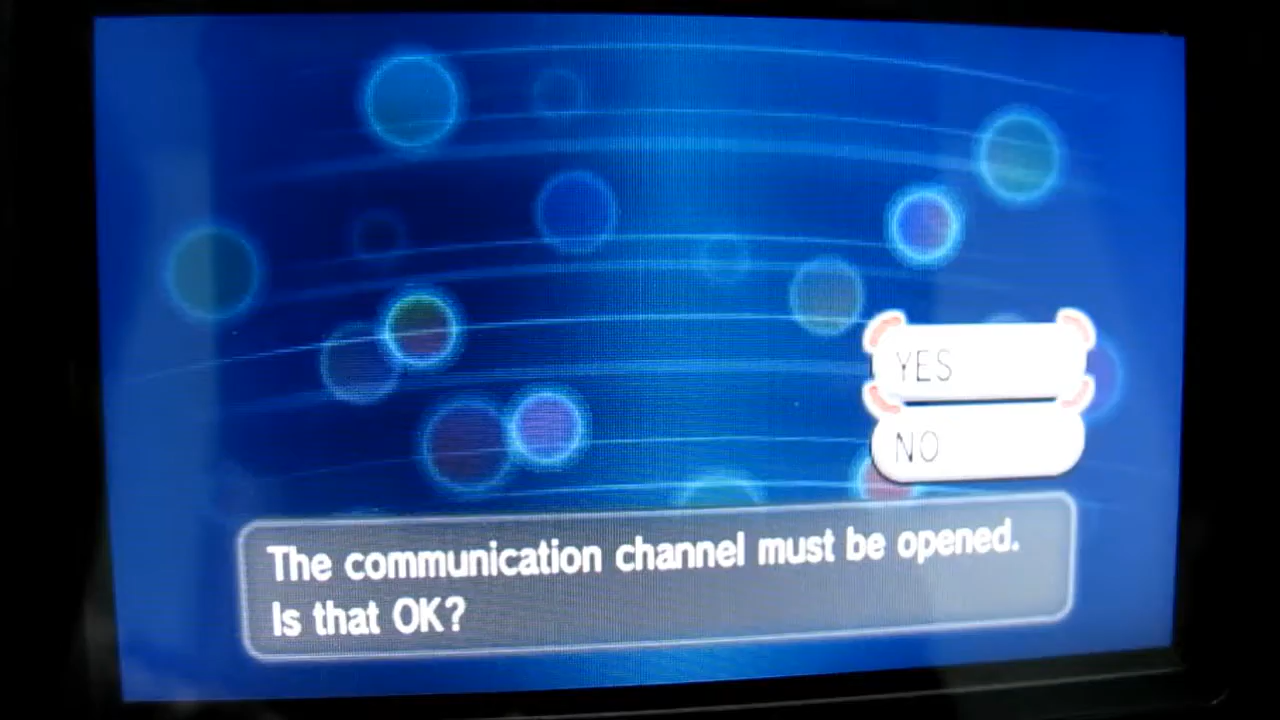 YES
NO
The communication channel must be opened.
Is that OK?